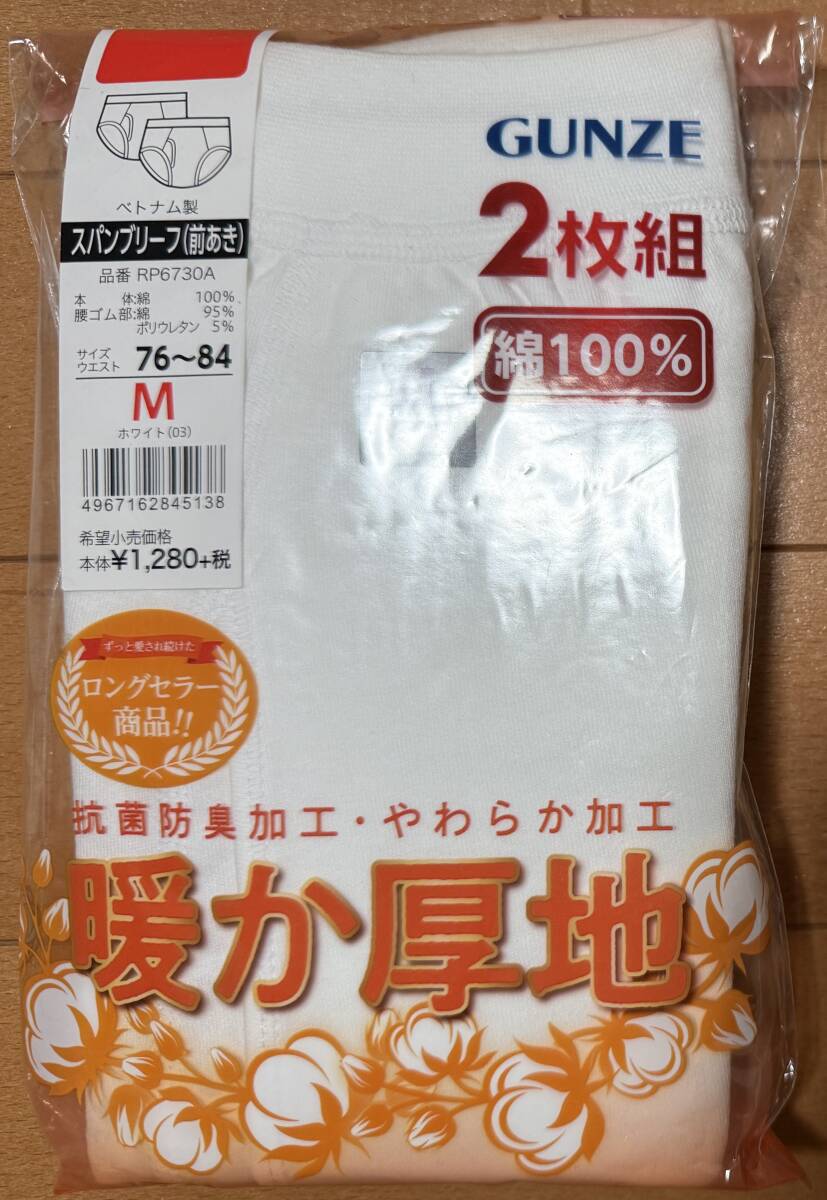 ベトナム製
スパンブリーフ(前あき)
品番 RP6730A
本 体:綿 100%
腰ゴム部:綿 95%
ポリウレタン 5%
サイズ
ウエスト 76〜84
M
ホワイト(03)
4967162845138
希望小売価格
本体¥1,280+税
GUNZE
2枚組
綿100%
ずっと愛され続けた
ロングセラー
商品!!
抗菌防臭加工・やわらか加工
暖か厚地